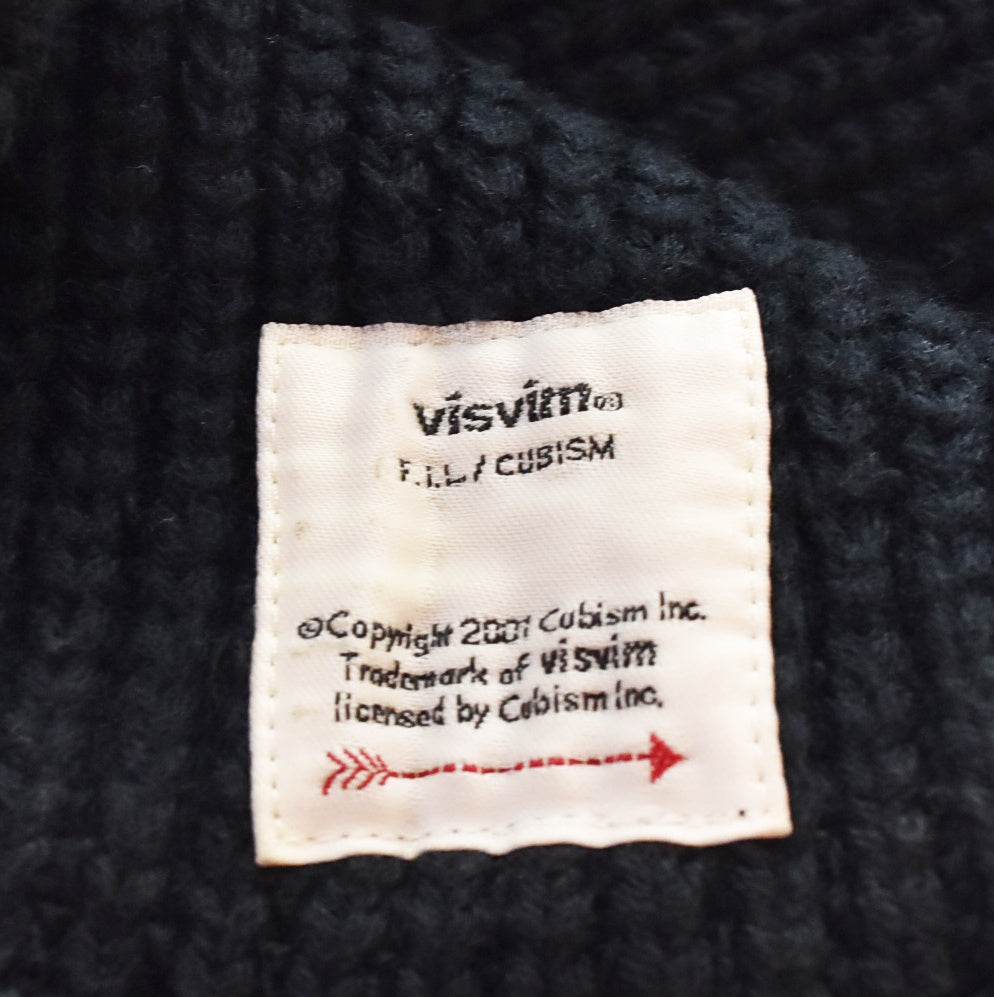 visvim®
F.I.L / CUBISM
©Copyright 2001 Cubism Inc.
Trademark of visvim
licensed by Cubism Inc.